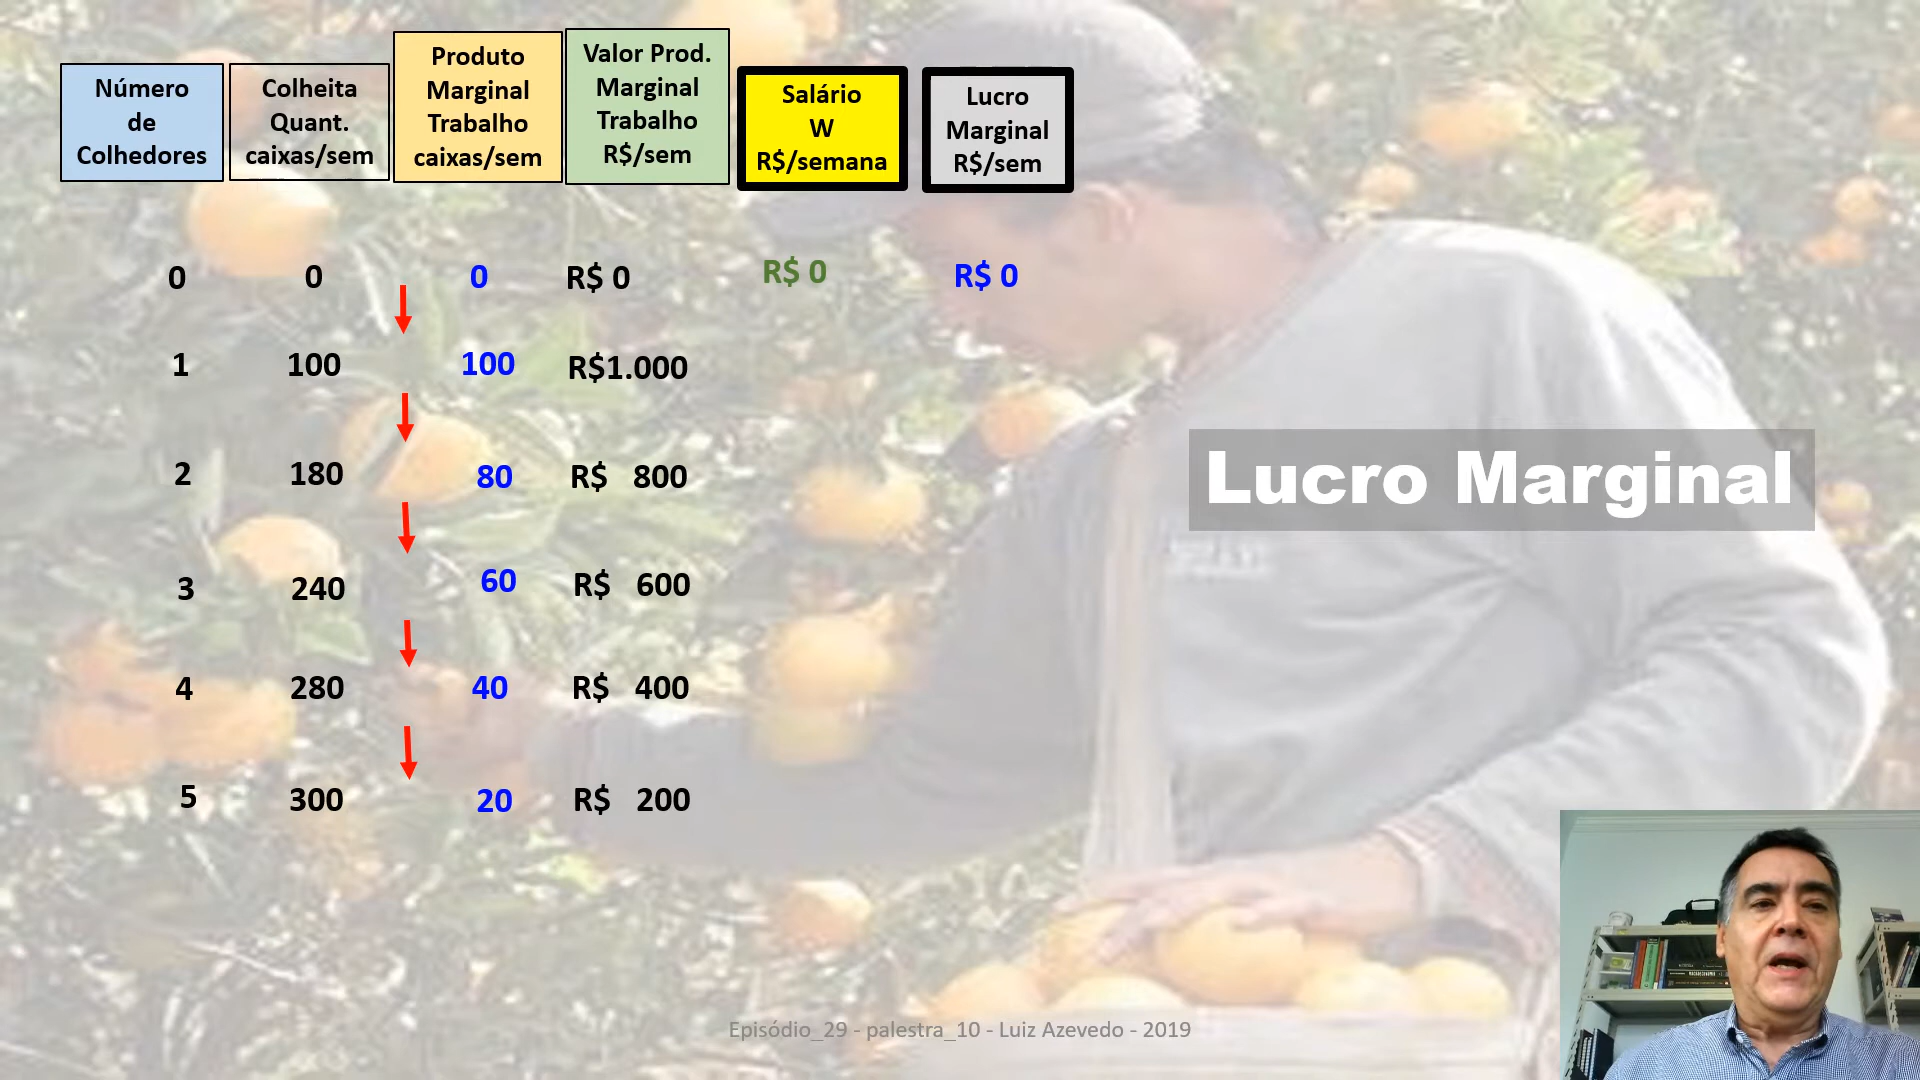 Número
de
Colhedores
Colheita
Quant.
caixas/sem
Produto
Marginal
Trabalho
caixas/sem
Valor Prod.
Marginal
Trabalho
R$/sem
Salário
W
R$/semana
Lucro
Marginal
R$/sem
0 0 0 R$ 0 R$ 0 R$ 0
1 100 100 R$1.000
2 180 80 R$ 800
3 240 60 R$ 600
4 280 40 R$ 400
5 300 20 R$ 200
Lucro Marginal
Episódio_29 - palestra_10 - Luiz Azevedo - 2019